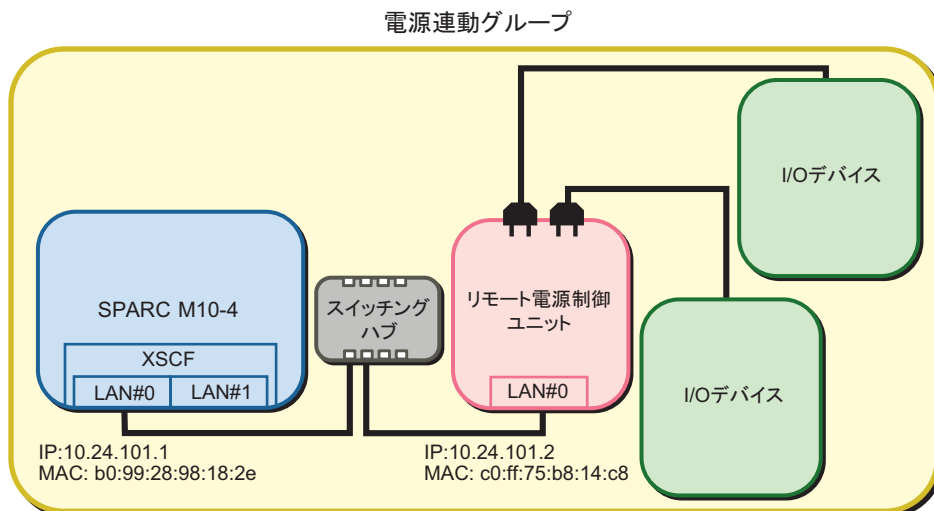 電源連動グループ
I/Oデバイス
SPARC M10-4
XSCF
LAN#0
LAN#1
スイッチング
ハブ
リモート電源制御
ユニット
LAN#0
I/Oデバイス
IP:10.24.101.1
MAC: b0:99:28:98:18:2e
IP:10.24.101.2
MAC: c0:ff:75:b8:14:c8